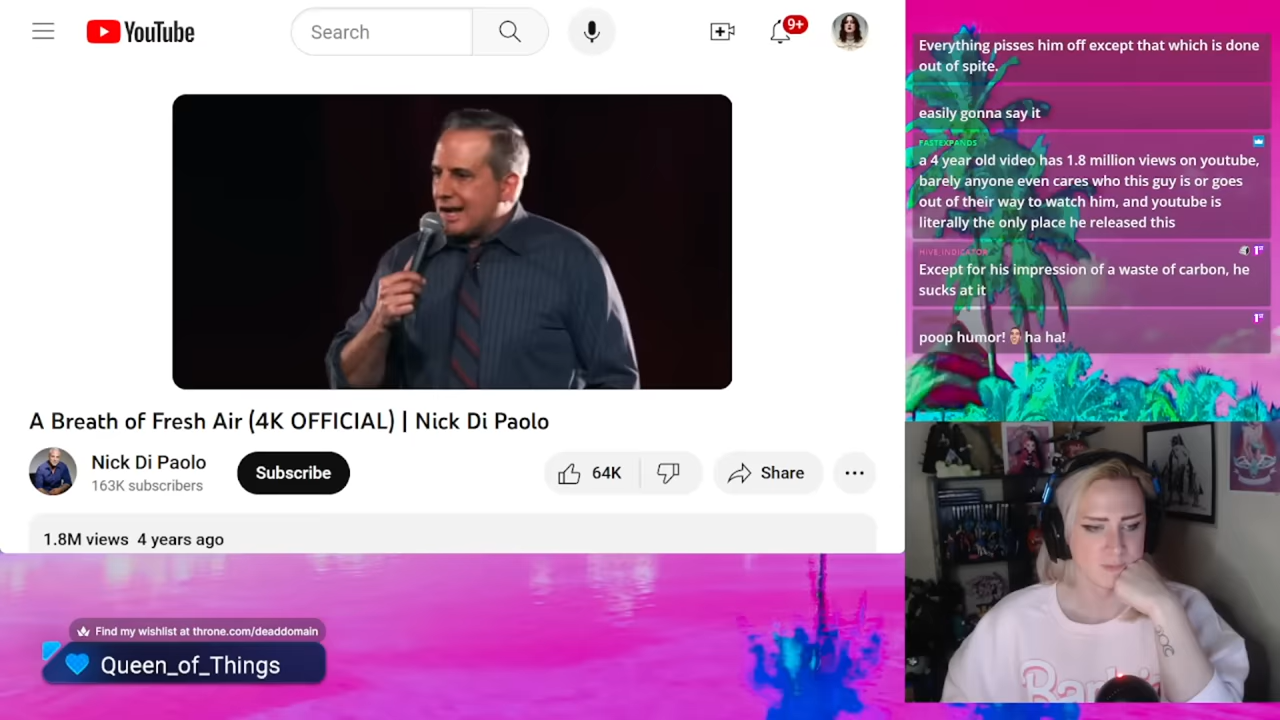 YouTube
Search
9+
A Breath of Fresh Air (4K OFFICIAL) | Nick Di Paolo
Nick Di Paolo
163K subscribers
Subscribe
64K
Share
1.8M views 4 years ago
Find my wishlist at throne.com/deaddomain
Queen_of_Things
Everything pisses him off except that which is done
out of spite.
easily gonna say it
FASTEXPANDS
a 4 year old video has 1.8 million views on youtube,
barely anyone even cares who this guy is or goes
out of their way to watch him, and youtube is
literally the only place he released this
HIVE_INDICATOR
Except for his impression of a waste of carbon, he
sucks at it
poop humor! ha ha!